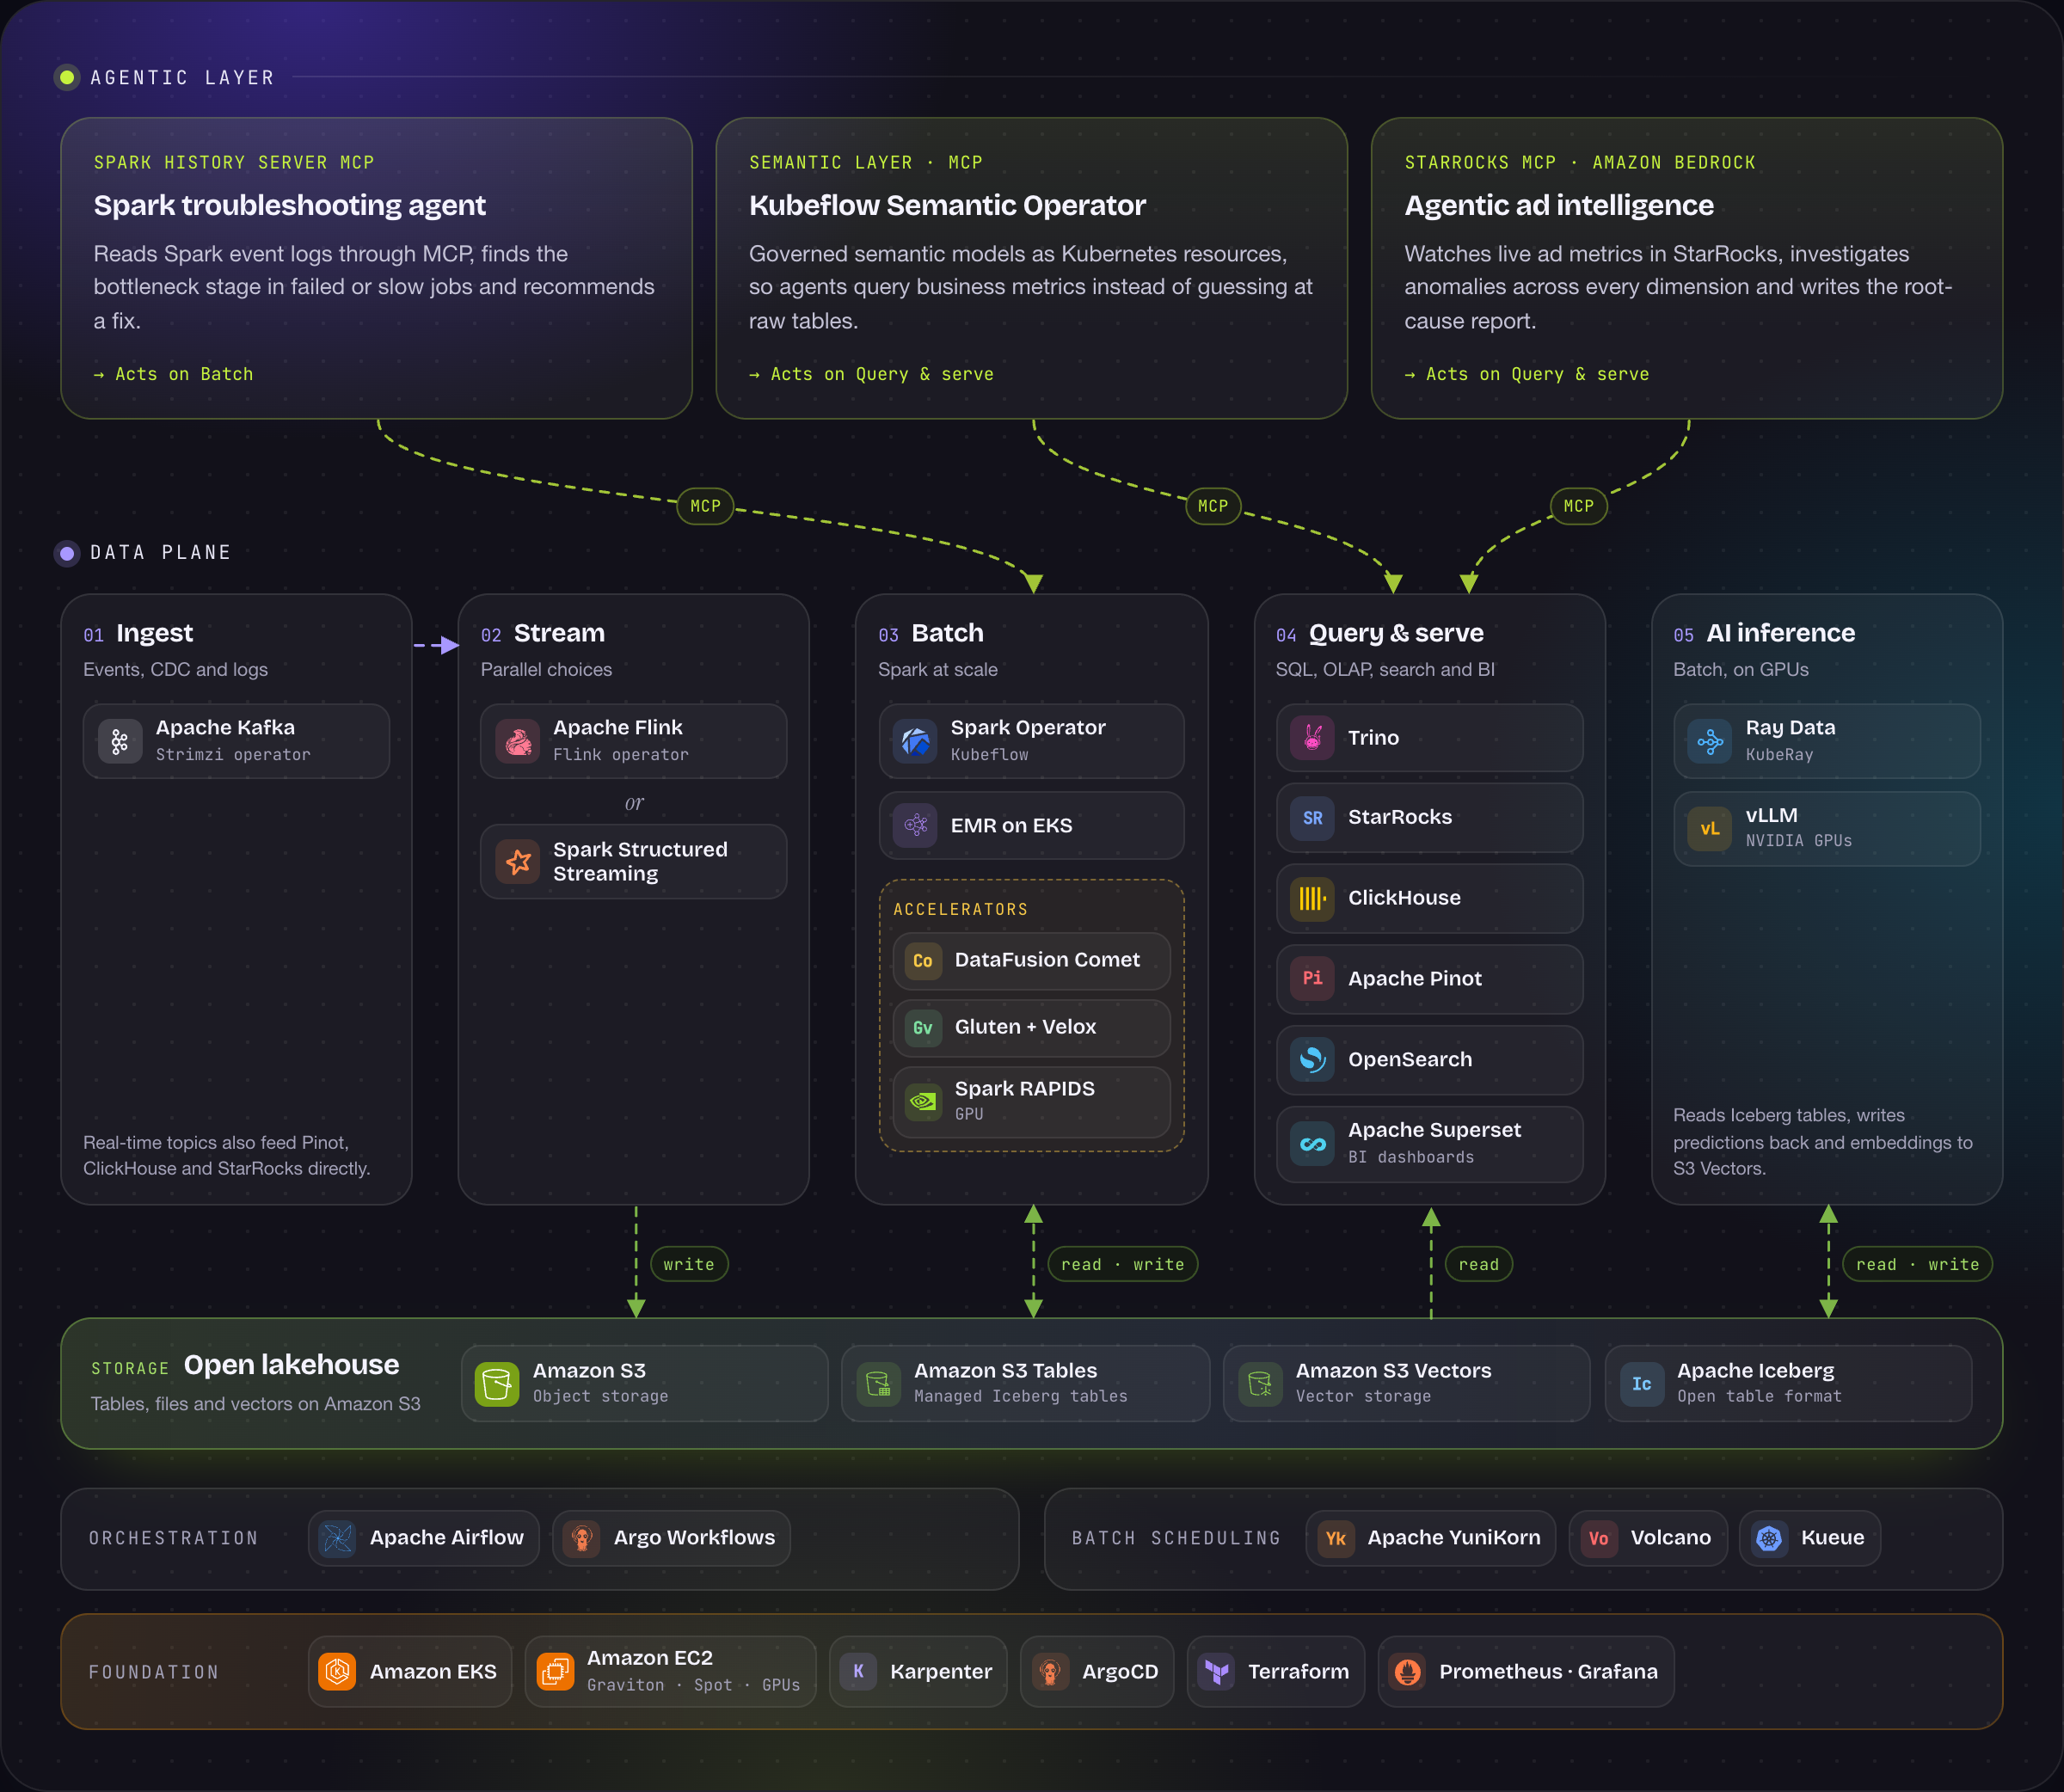 AGENTIC LAYER
SPARK HISTORY SERVER MCP
Spark troubleshooting agent
Reads Spark event logs through MCP, finds the
bottleneck stage in failed or slow jobs and recommends
a fix.
→ Acts on Batch
SEMANTIC LAYER · MCP
Kubeflow Semantic Operator
Governed semantic models as Kubernetes resources,
so agents query business metrics instead of guessing at
raw tables.
→ Acts on Query & serve
STARROCKS MCP · AMAZON BEDROCK
Agentic ad intelligence
Watches live ad metrics in StarRocks, investigates
anomalies across every dimension and writes the root-
cause report.
→ Acts on Query & serve
MCP
MCP
MCP
DATA PLANE
01 Ingest
Events, CDC and logs
Apache Kafka
Strimzi operator
Real-time topics also feed Pinot,
ClickHouse and StarRocks directly.
02 Stream
Parallel choices
Apache Flink
Flink operator
or
Spark Structured
Streaming
03 Batch
Spark at scale
Spark Operator
Kubeflow
EMR on EKS
ACCELERATORS
Co DataFusion Comet
Gv Gluten + Velox
Spark RAPIDS
GPU
04 Query & serve
SQL, OLAP, search and BI
Trino
SR StarRocks
ClickHouse
Pi Apache Pinot
OpenSearch
Apache Superset
BI dashboards
05 AI inference
Batch, on GPUs
Ray Data
KubeRay
vL vLLM
NVIDIA GPUs
Reads Iceberg tables, writes
predictions back and embeddings to
S3 Vectors.
write
read · write
read
read · write
STORAGE Open lakehouse
Tables, files and vectors on Amazon S3
Amazon S3
Object storage
Amazon S3 Tables
Managed Iceberg tables
Amazon S3 Vectors
Vector storage
Ic Apache Iceberg
Open table format
ORCHESTRATION
Apache Airflow
Argo Workflows
BATCH SCHEDULING
Yk Apache YuniKorn
Vo Volcano
Kueue
FOUNDATION
Amazon EKS
Amazon EC2
Graviton · Spot · GPUs
K Karpenter
ArgoCD
Terraform
Prometheus · Grafana